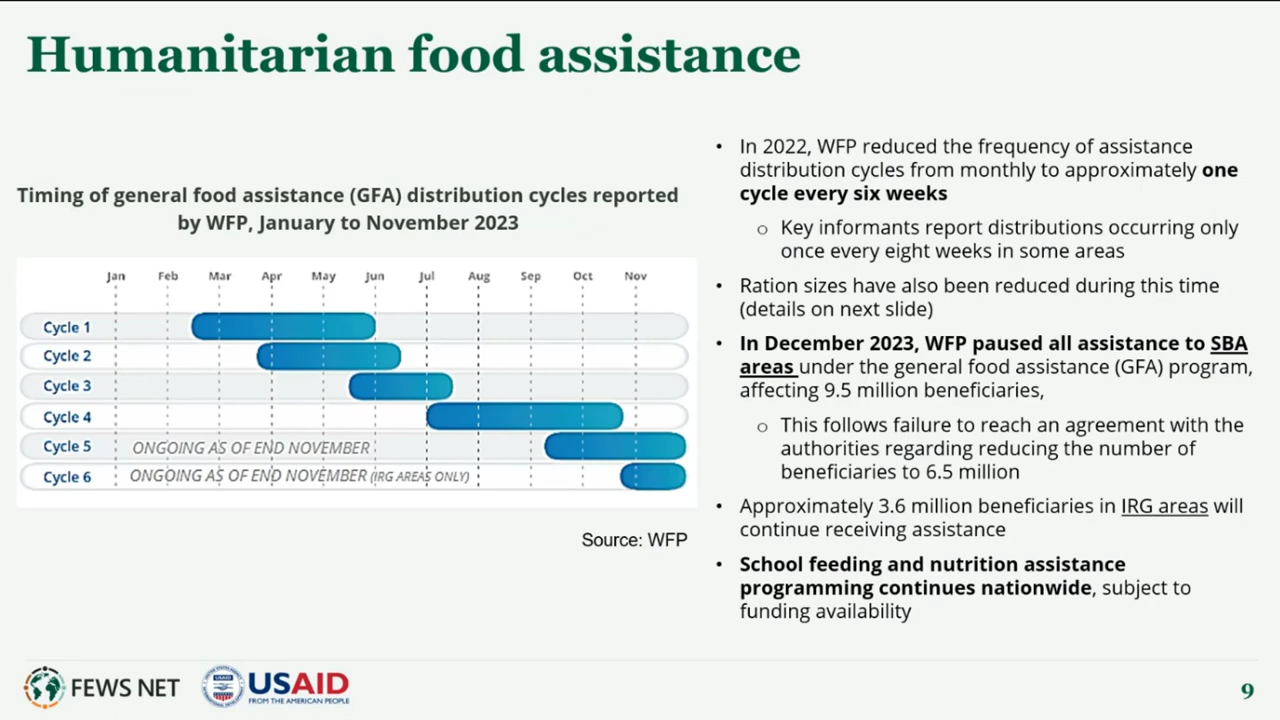 Humanitarian food assistance
Timing of general food assistance (GFA) distribution cycles reported
by WFP, January to November 2023
Jan Feb Mar Apr May Jun Jul Aug Sep Oct Nov
Cycle 1
Cycle 2
Cycle 3
Cycle 4
Cycle 5 ONGOING AS OF END NOVEMBER
Cycle 6 ONGOING AS OF END NOVEMBER (IRG AREAS ONLY)
Source: WFP
• In 2022, WFP reduced the frequency of assistance
distribution cycles from monthly to approximately one
cycle every six weeks
o Key informants report distributions occurring only
once every eight weeks in some areas
• Ration sizes have also been reduced during this time
(details on next slide)
• In December 2023, WFP paused all assistance to SBA
areas under the general food assistance (GFA) program,
affecting 9.5 million beneficiaries,
o This follows failure to reach an agreement with the
authorities regarding reducing the number of
beneficiaries to 6.5 million
• Approximately 3.6 million beneficiaries in IRG areas will
continue receiving assistance
• School feeding and nutrition assistance
programming continues nationwide, subject to
funding availability
FEWS NET
USAID
FROM THE AMERICAN PEOPLE
9